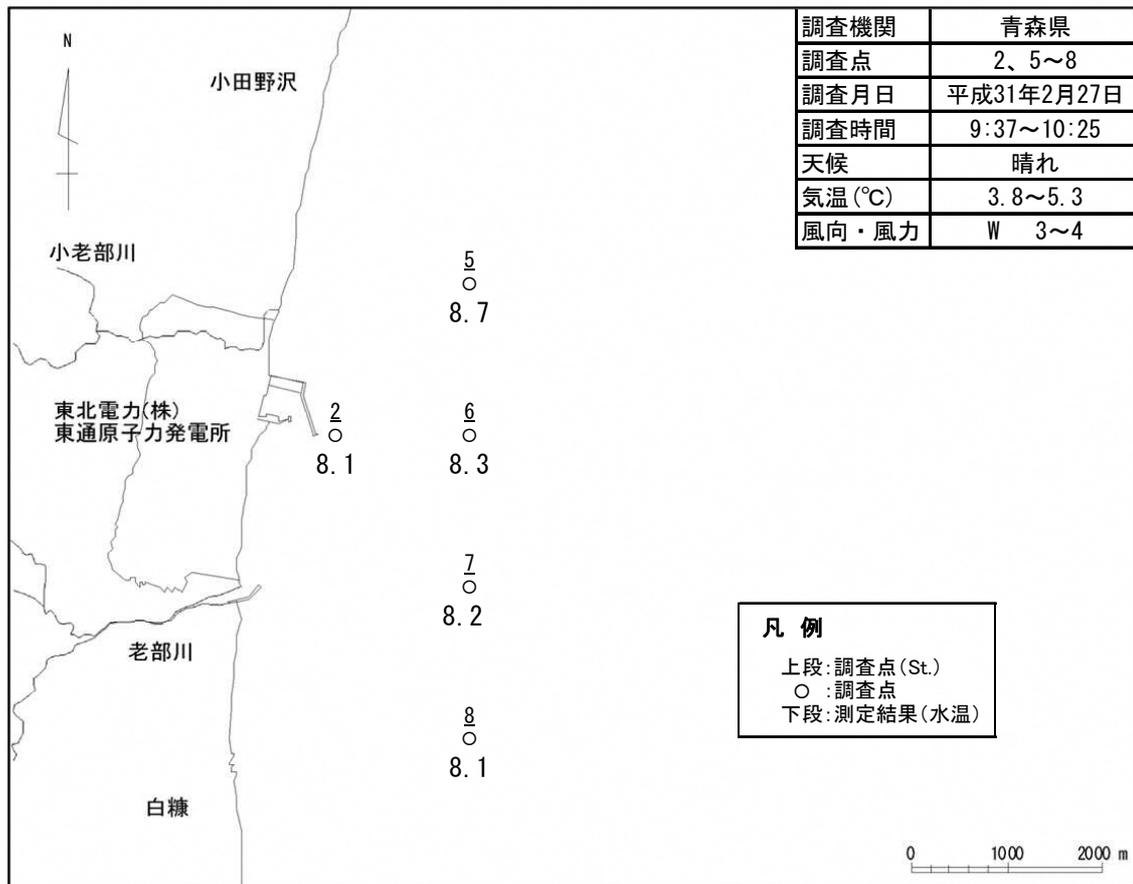 調査機関 青森県
調査点 2、5～8
調査月日 平成31年2月27日
調査時間 9:37～10:25
天候 晴れ
気温(℃) 3.8～5.3
風向・風力 W 3～4
N
小田野沢
小老部川
5
8.7
東北電力(株)
東通原子力発電所
2
8.1
6
8.3
7
8.2
老部川
8
8.1
白糠
凡 例
上段:調査点(St.)
○ :調査点
下段:測定結果(水温)
0 1000 2000 m